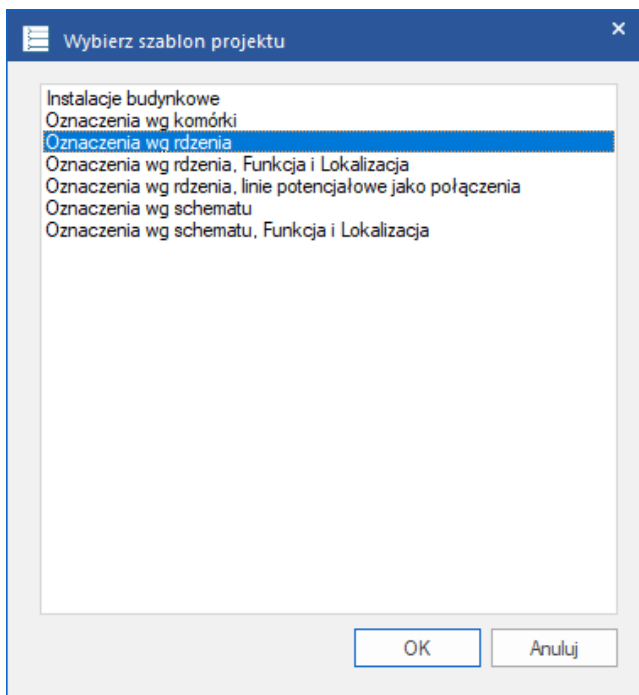 Wybierz szablon projektu
Instalacje budynkowe
Oznaczenia wg komórki
Oznaczenia wg rdzenia
Oznaczenia wg rdzenia, Funkcja i Lokalizacja
Oznaczenia wg rdzenia, linie potencjałowe jako połączenia
Oznaczenia wg schematu
Oznaczenia wg schematu, Funkcja i Lokalizacja
OK Anuluj